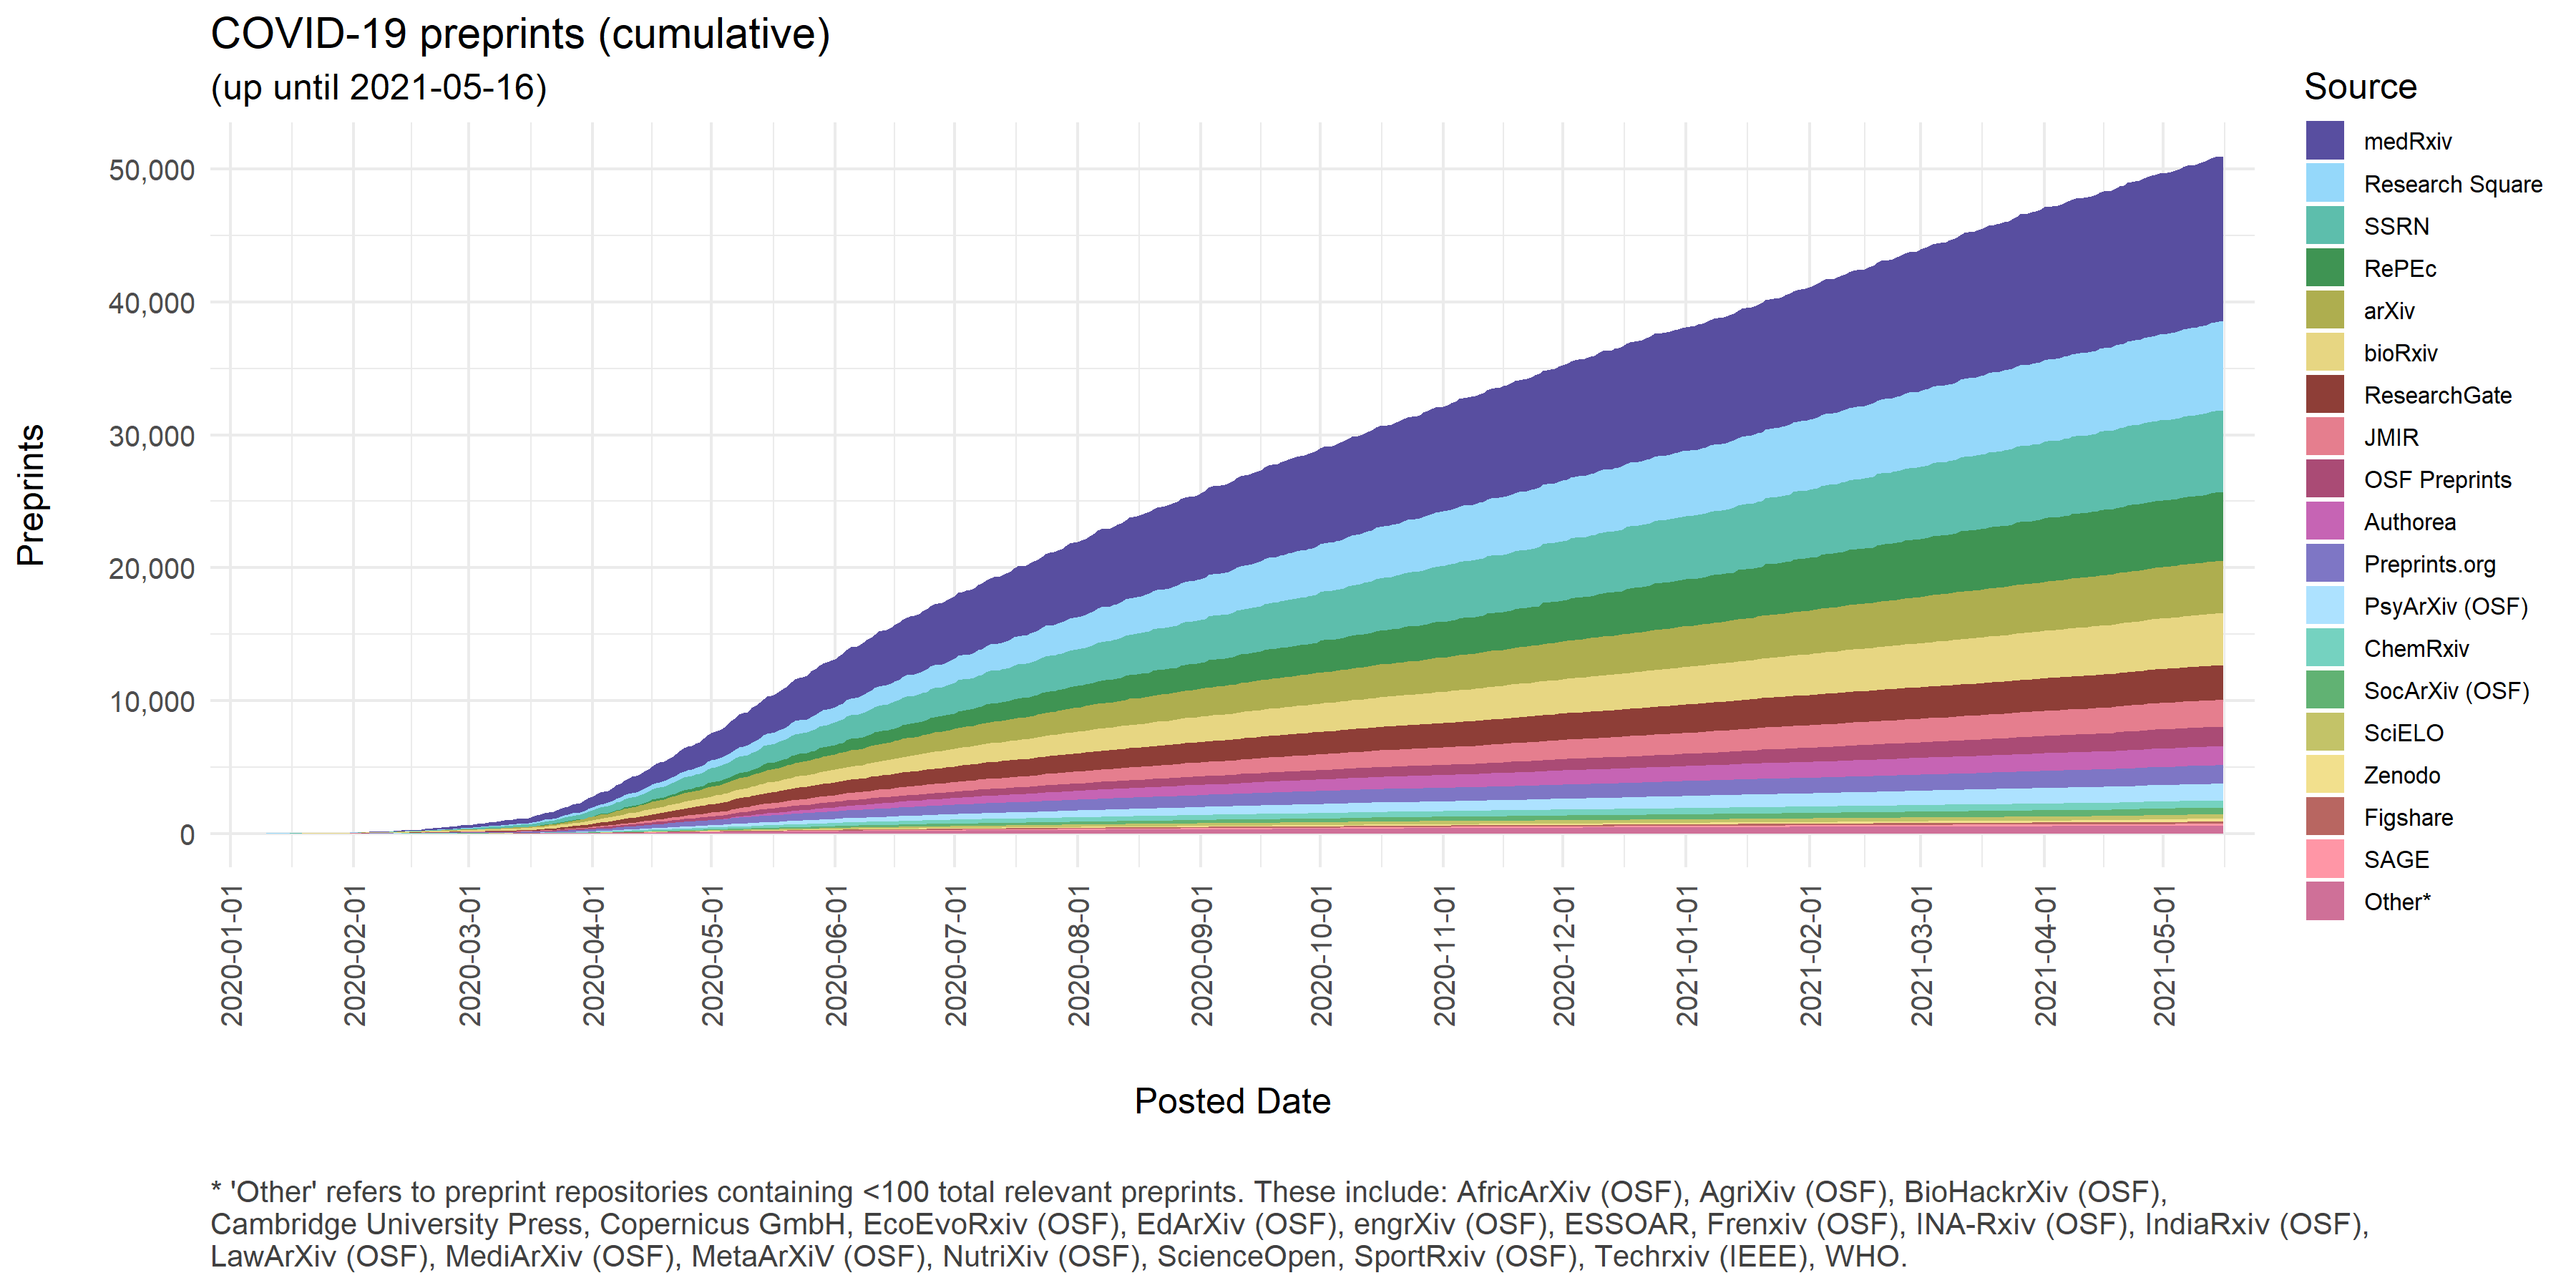 COVID-19 preprints (cumulative)
(up until 2021-05-16)
Preprints
50,000
40,000
30,000
20,000
10,000
0
2020-01-01
2020-02-01
2020-03-01
2020-04-01
2020-05-01
2020-06-01
2020-07-01
2020-08-01
2020-09-01
2020-10-01
2020-11-01
2020-12-01
2021-01-01
2021-02-01
2021-03-01
2021-04-01
2021-05-01
Posted Date
Source
medRxiv
Research Square
SSRN
RePEc
arXiv
bioRxiv
ResearchGate
JMIR
OSF Preprints
Authorea
Preprints.org
PsyArXiv (OSF)
ChemRxiv
SocArXiv (OSF)
SciELO
Zenodo
Figshare
SAGE
Other*
* 'Other' refers to preprint repositories containing <100 total relevant preprints. These include: AfricArXiv (OSF), AgriXiv (OSF), BioHackrXiv (OSF),
Cambridge University Press, Copernicus GmbH, EcoEvoRxiv (OSF), EdArXiv (OSF), engrXiv (OSF), ESSOAR, Frenxiv (OSF), INA-Rxiv (OSF), IndiaRxiv (OSF),
LawArXiv (OSF), MediArXiv (OSF), MetaArXiV (OSF), NutriXiv (OSF), ScienceOpen, SportRxiv (OSF), Techrxiv (IEEE), WHO.